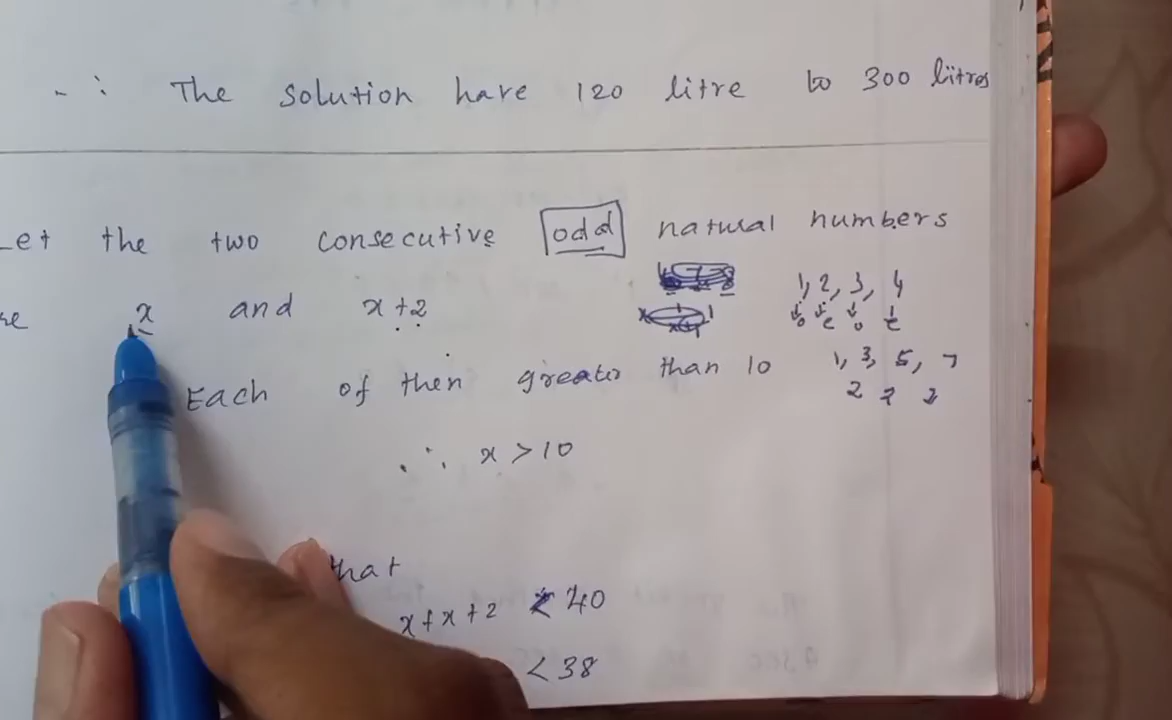 ∴ The solution have 120 litre to 300 litres
Let the two consecutive odd natural numbers
x and x+2
1, 2, 3, 4
o e o e
Each of then greater than 10
1, 3, 5, 7
2 2 2
∴ x > 10
that
x+x+2 < 40
< 38